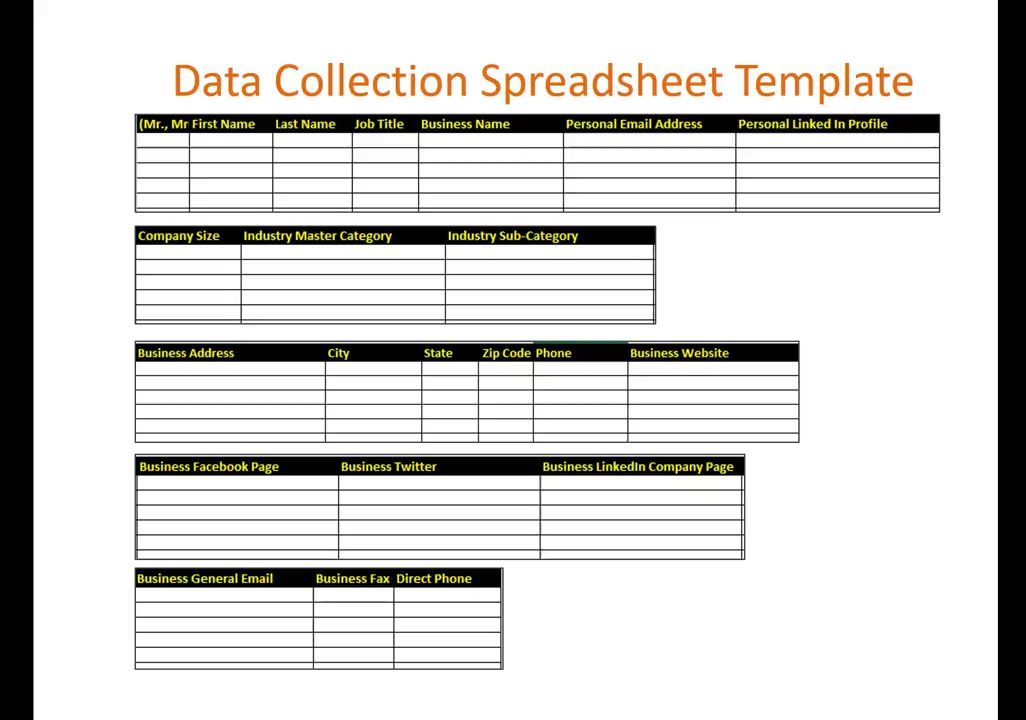 Data Collection Spreadsheet Template
(Mr., Mr First Name Last Name Job Title Business Name Personal Email Address Personal Linked In Profile
Company Size Industry Master Category Industry Sub-Category
Business Address City State Zip Code Phone Business Website
Business Facebook Page Business Twitter Business LinkedIn Company Page
Business General Email Business Fax Direct Phone